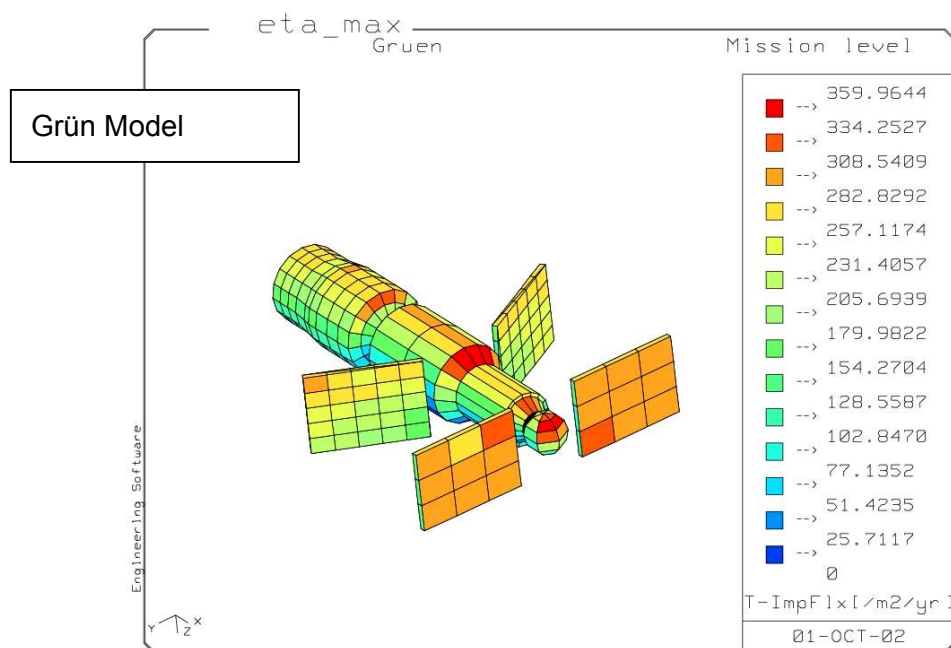 eta_max
Gruen
Mission level
Grün Model
--> 359.9644
--> 334.2527
--> 308.5409
--> 282.8292
--> 257.1174
--> 231.4057
--> 205.6939
--> 179.9822
--> 154.2704
--> 128.5587
--> 102.8470
--> 77.1352
--> 51.4235
--> 25.7117
0
Engineering Software
T-ImpFlx[/m2/yr]
Y Z X
01-OCT-02